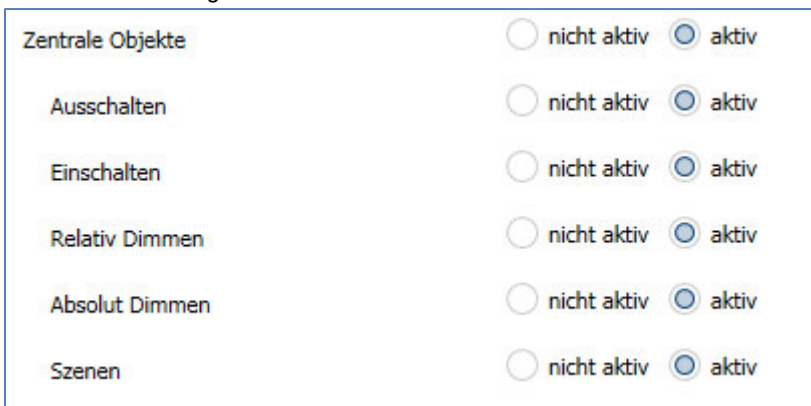 Zentrale Objekte nicht aktiv aktiv
Ausschalten nicht aktiv aktiv
Einschalten nicht aktiv aktiv
Relativ Dimmen nicht aktiv aktiv
Absolut Dimmen nicht aktiv aktiv
Szenen nicht aktiv aktiv